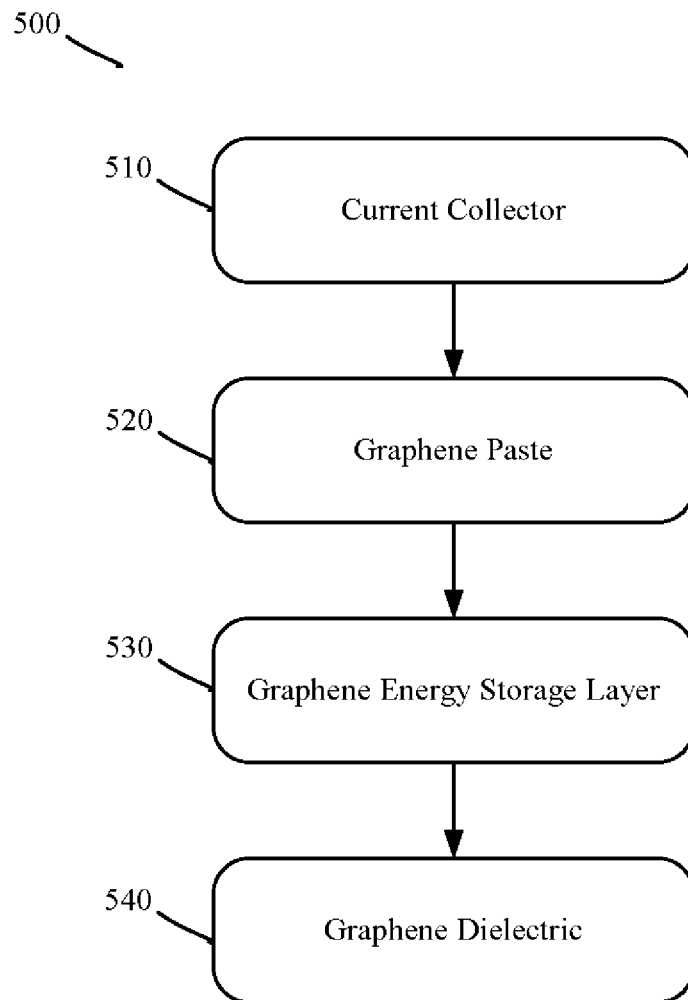 500
510
Current Collector
520
Graphene Paste
530
Graphene Energy Storage Layer
540
Graphene Dielectric